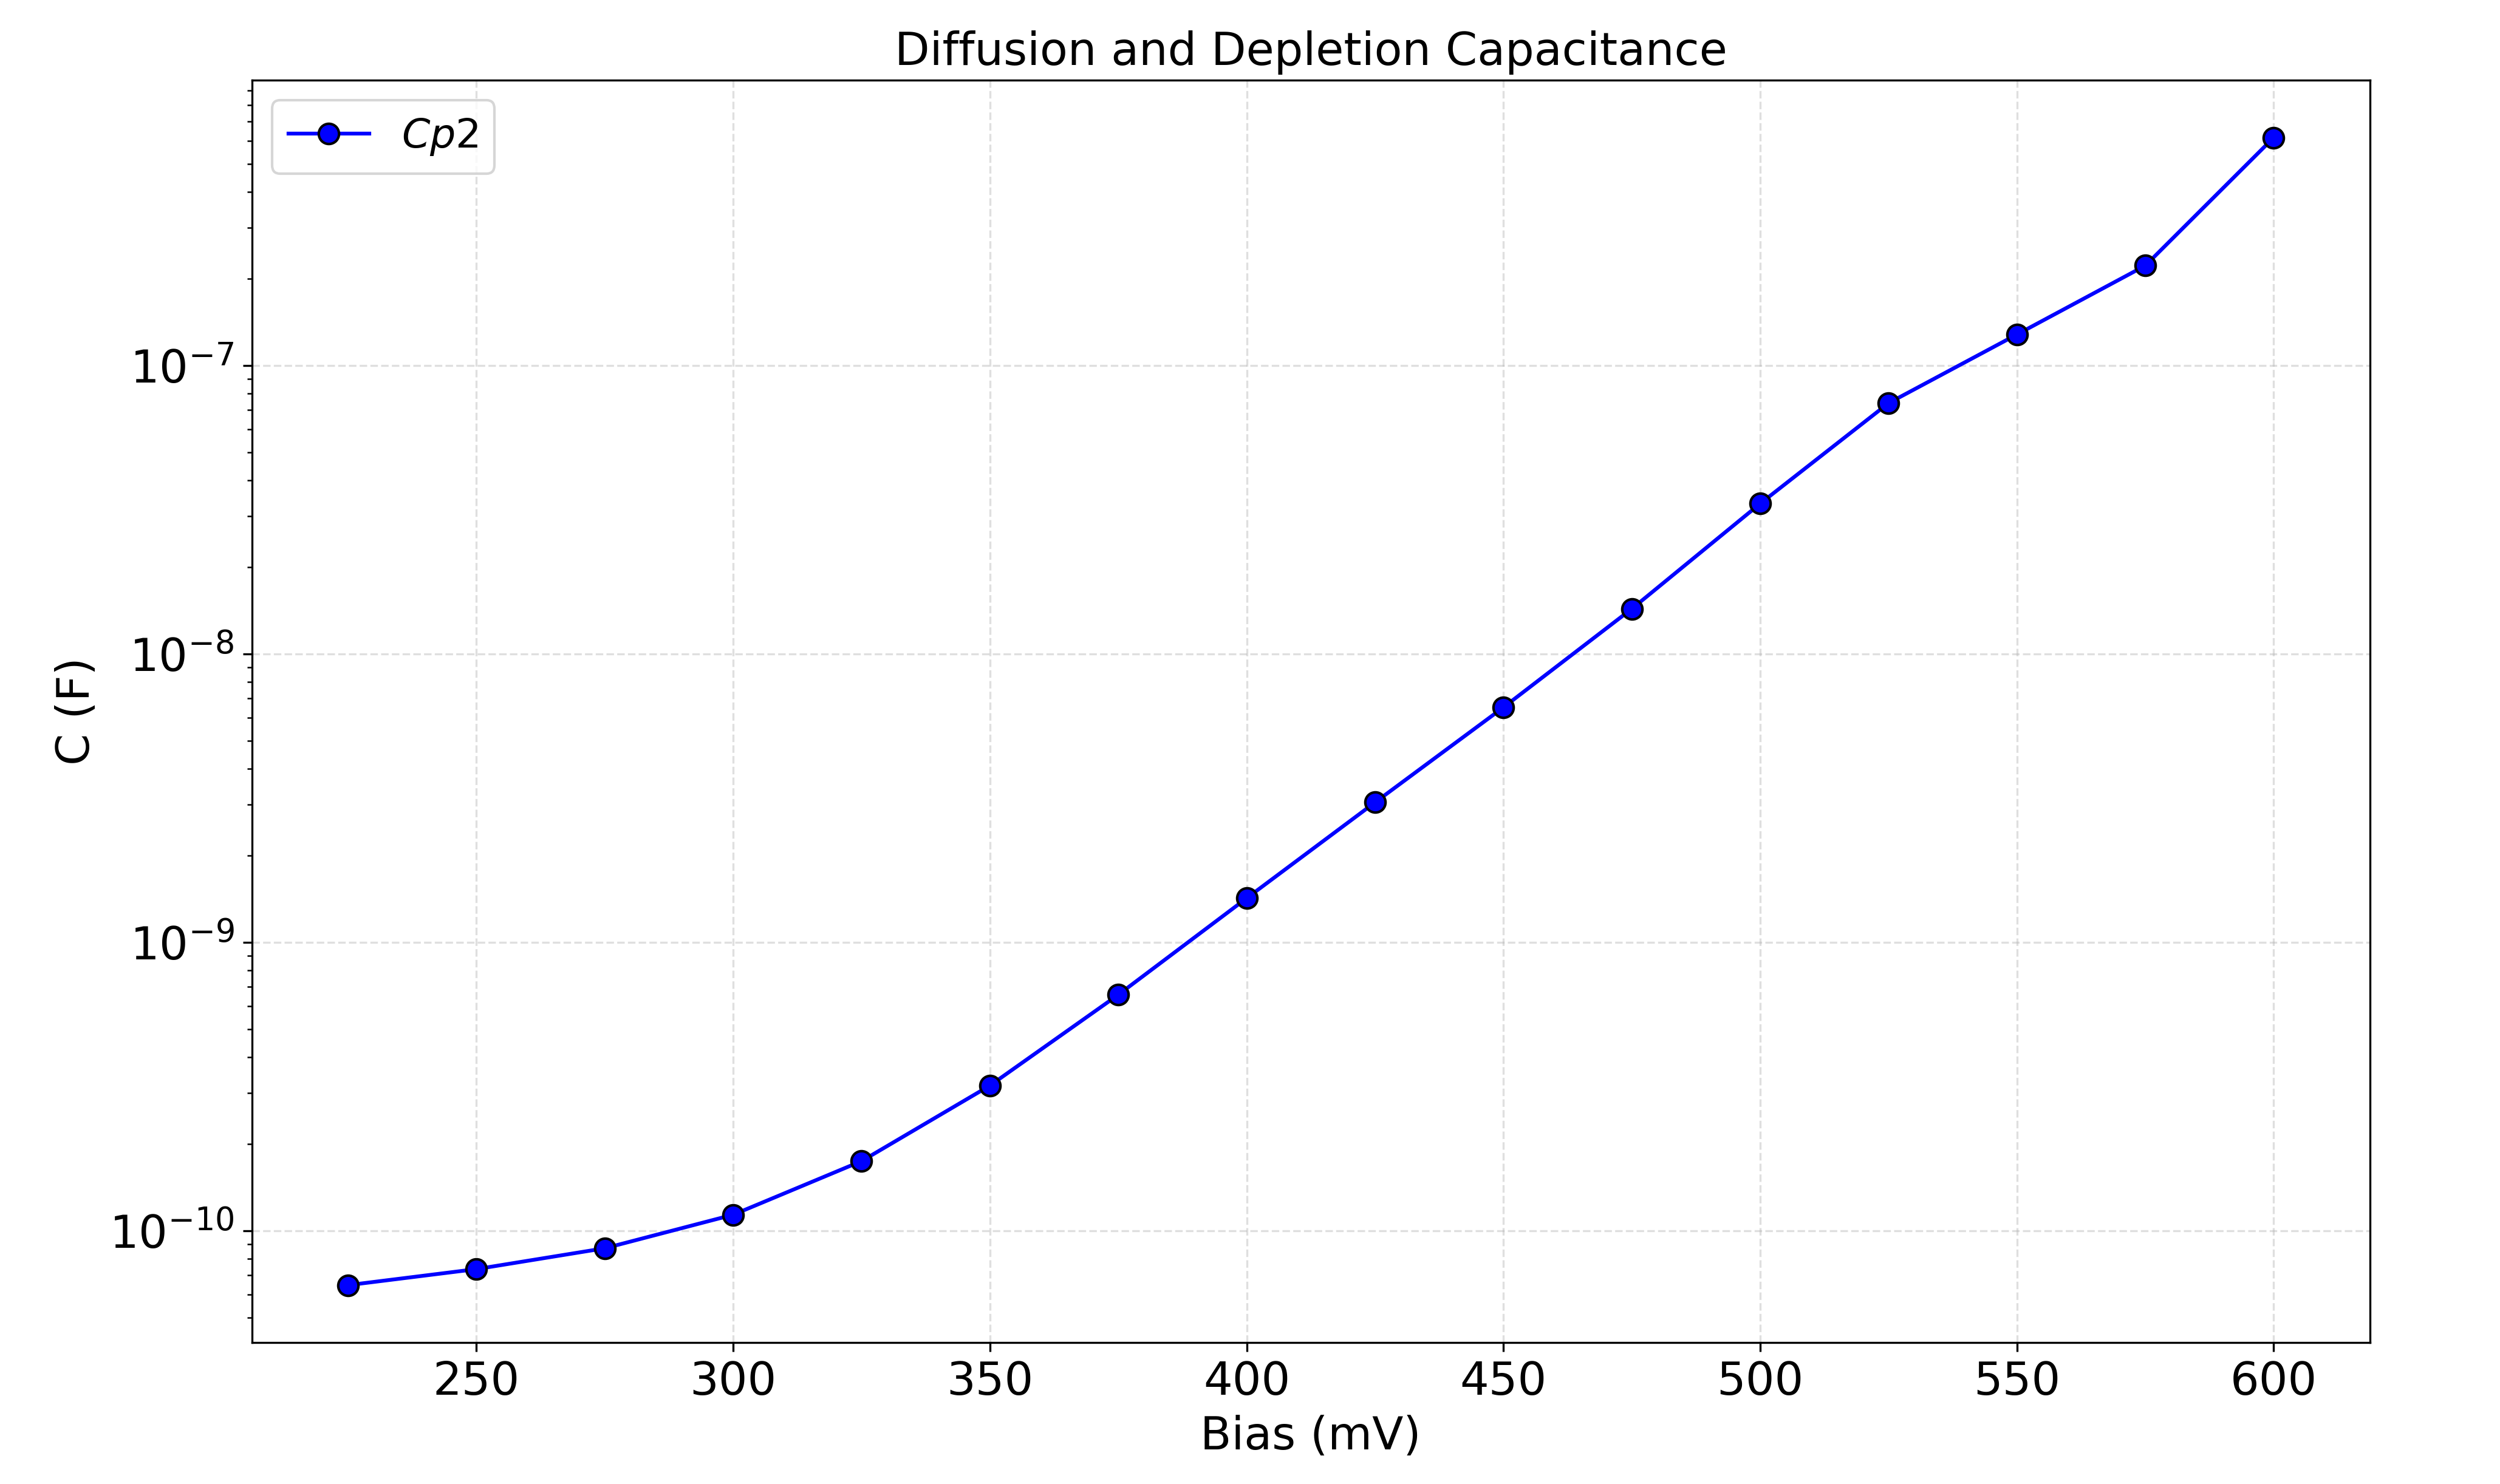 Diffusion and Depletion Capacitance
Cp2
C (F)
10⁻⁷
10⁻⁸
10⁻⁹
10⁻¹⁰
250 300 350 400 450 500 550 600
Bias (mV)